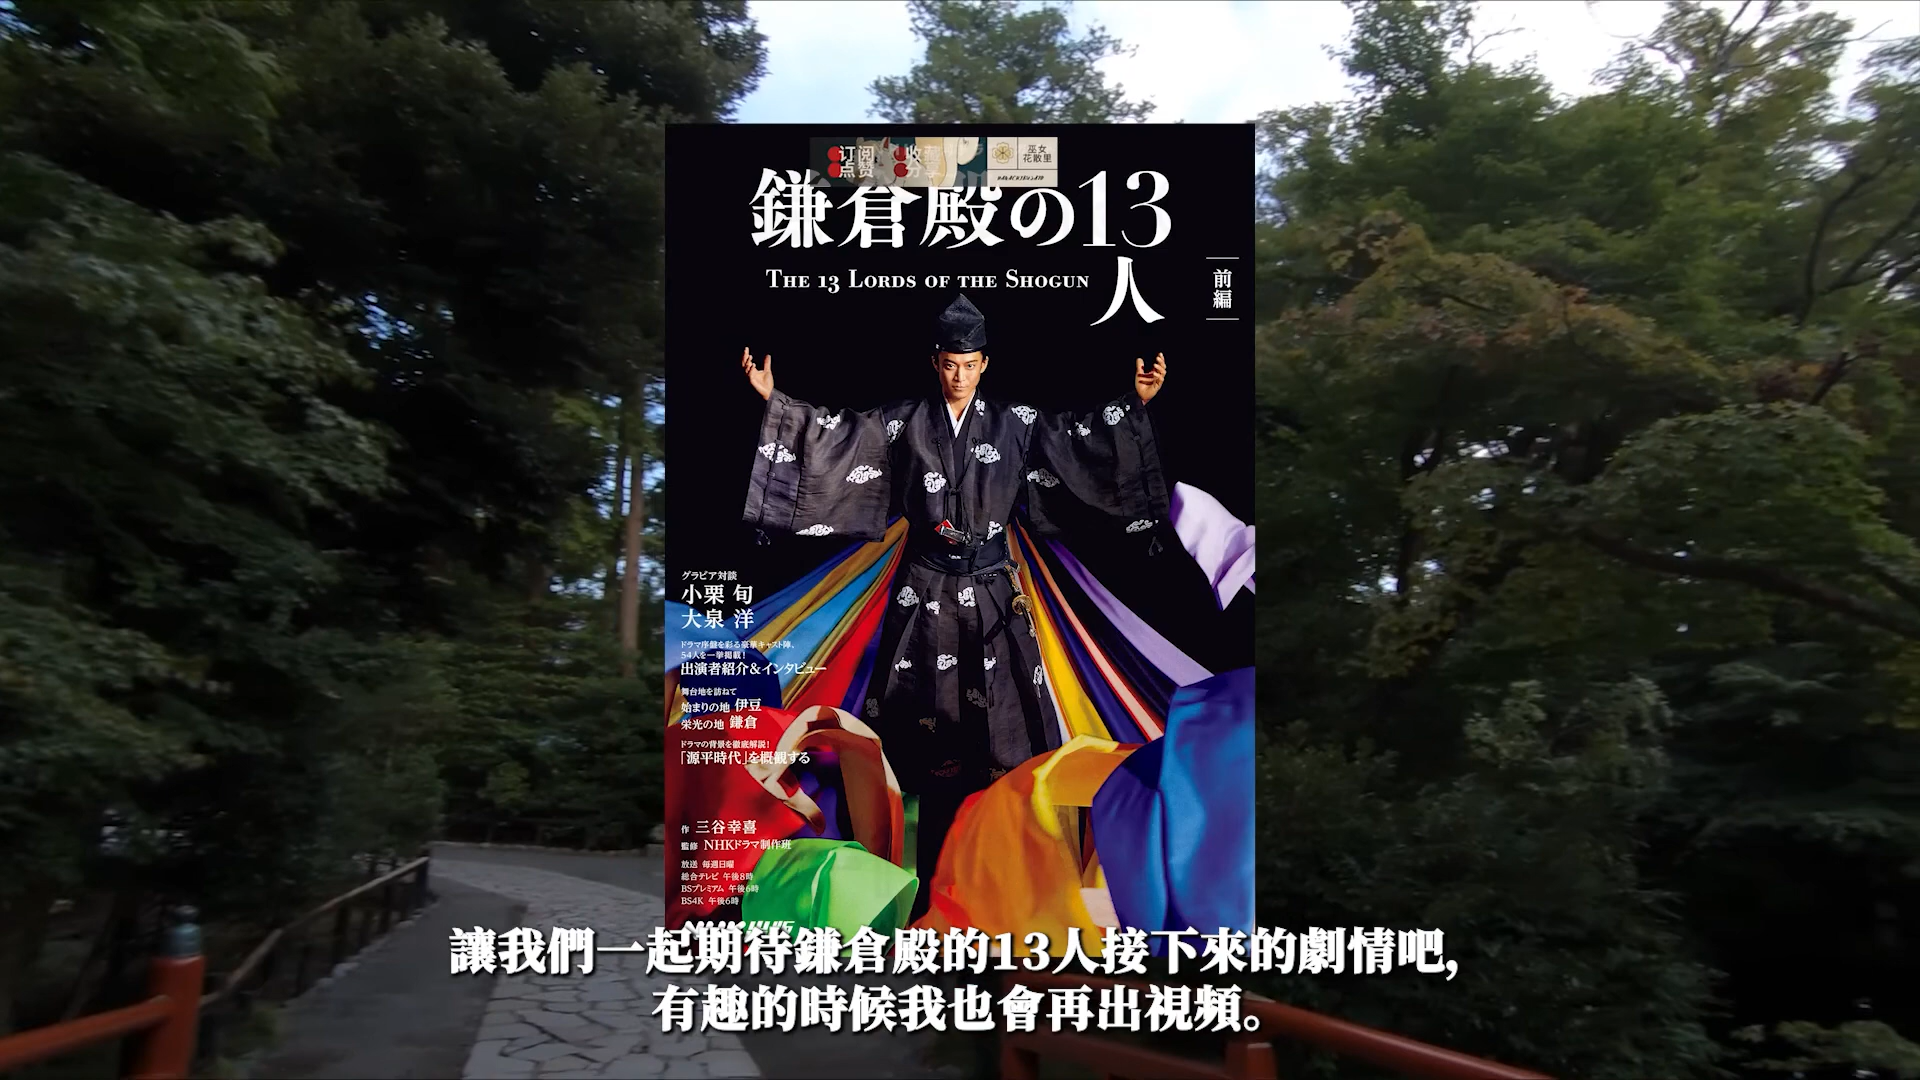 订阅
点赞
收藏
分享
巫女
花散里
鎌倉殿の13
人
THE 13 LORDS OF THE SHOGUN
前編
グラビア対談
小栗 旬
大泉 洋
ドラマ序盤を彩る豪華キャスト陣、
54人を一挙掲載!
出演者紹介&インタビュー
舞台地を訪ねて
始まりの地 伊豆
栄光の地 鎌倉
ドラマの背景を徹底解説!
「源平時代」を概観する
作 三谷幸喜
監修 NHKドラマ制作班
放送 毎週日曜
総合テレビ 午後8時
BSプレミアム 午後6時
BS4K 午後6時
讓我們一起期待鎌倉殿的13人接下來的劇情吧,
有趣的時候我也會再出視頻。